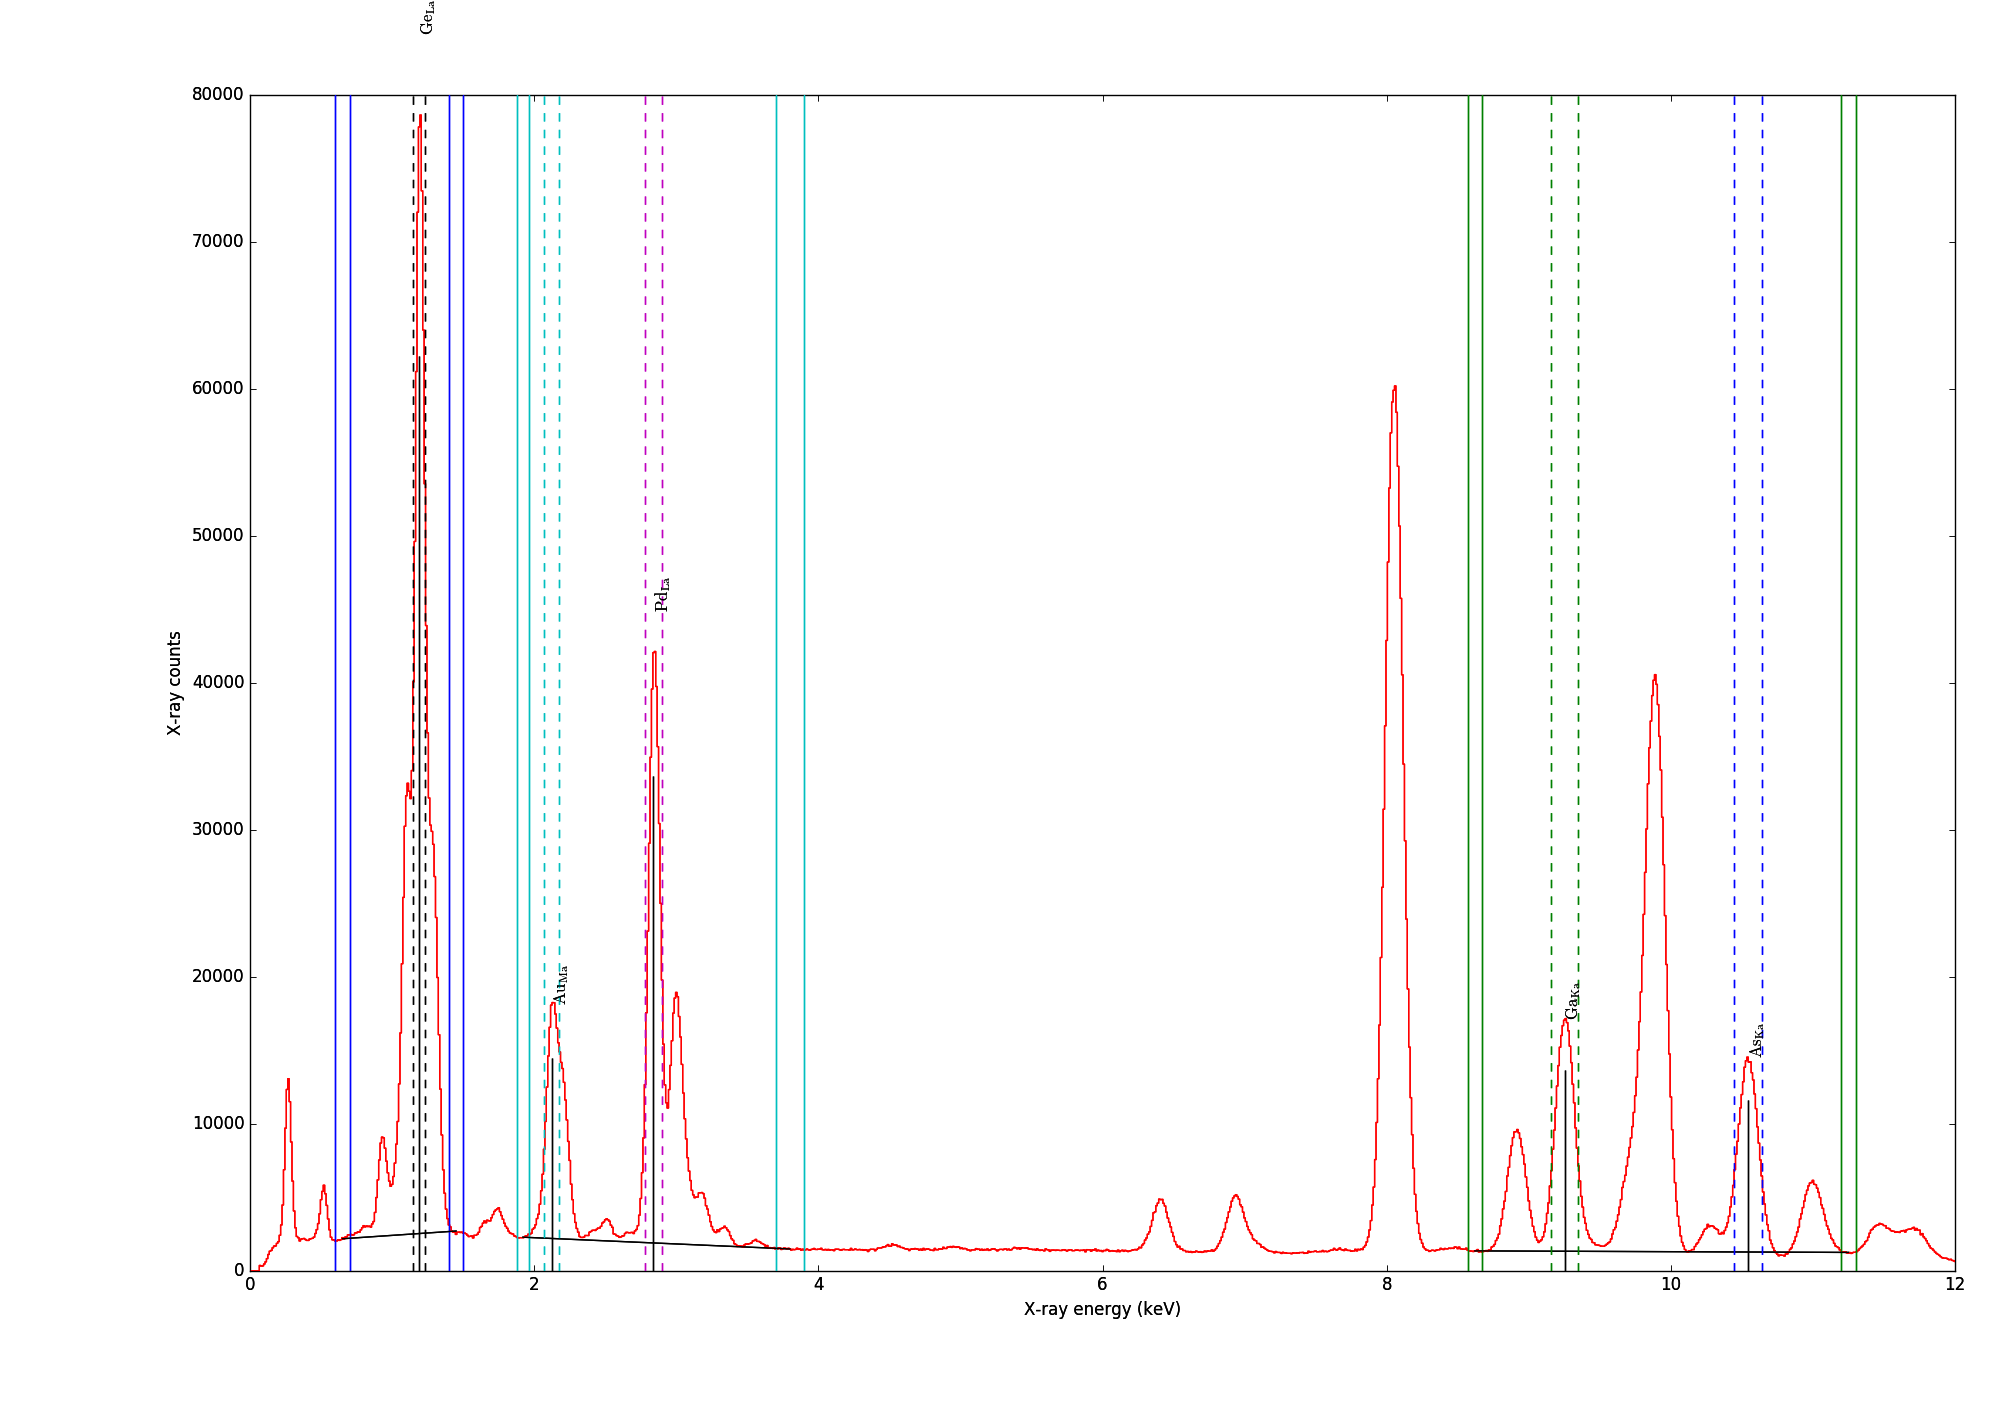 Ge_La
80000
70000
60000
50000
40000
30000
20000
10000
0
X-ray counts
Au_Ma
Pd_La
Ga_Ka
As_Ka
0 2 4 6 8 10 12
X-ray energy (keV)